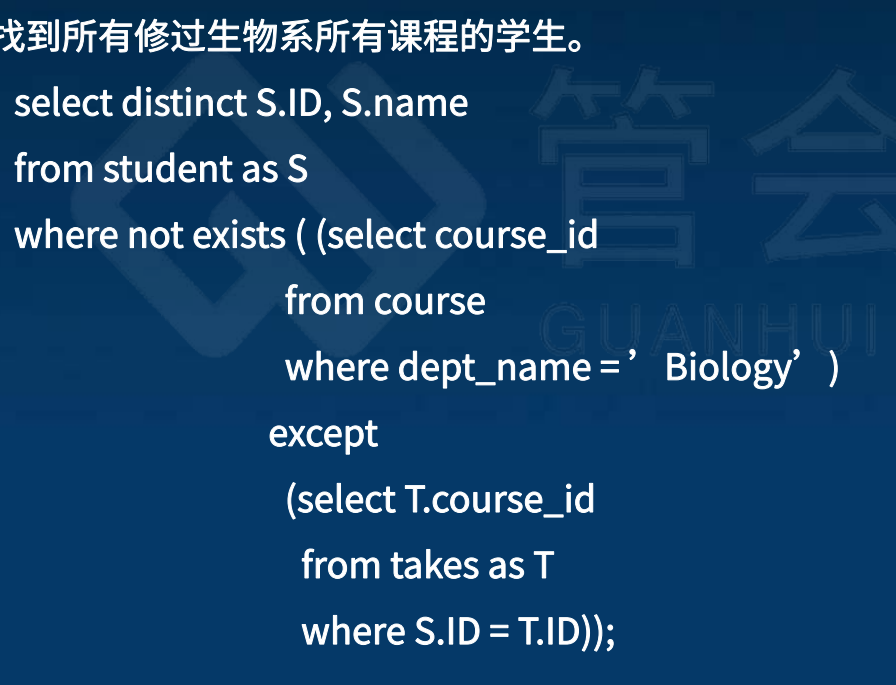 找到所有修过生物系所有课程的学生。
select distinct S.ID, S.name
from student as S
where not exists ( (select course_id
from course
where dept_name =’Biology’)
except
(select T.course_id
from takes as T
where S.ID = T.ID));
管会
GUANHUI